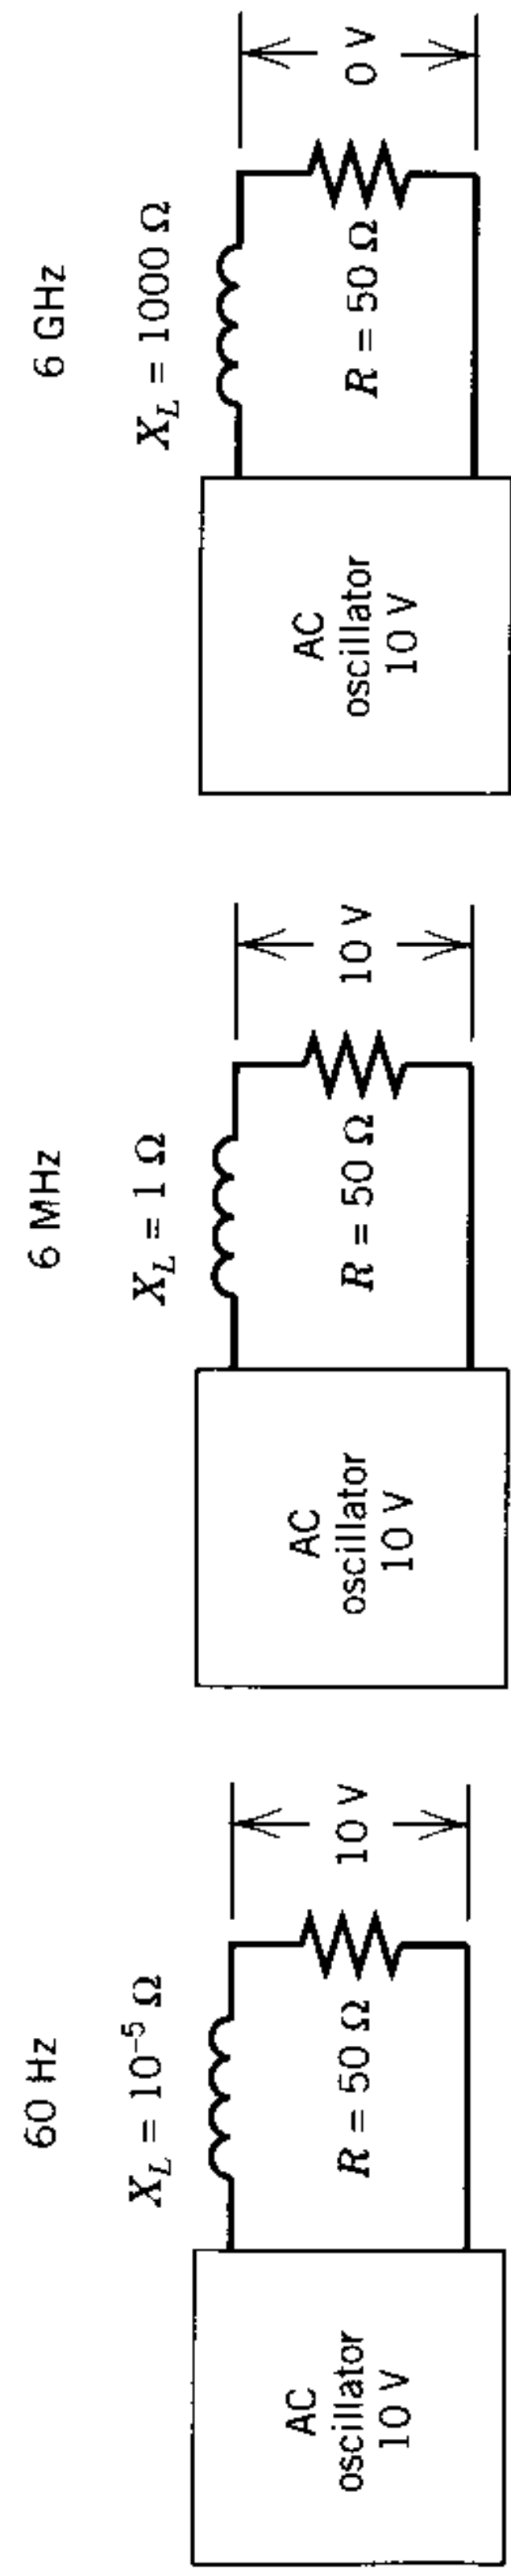 60 Hz
X_L = 10⁻⁵ Ω
R = 50 Ω
10 V
AC
oscillator
10 V
6 MHz
X_L = 1 Ω
R = 50 Ω
10 V
AC
oscillator
10 V
6 GHz
X_L = 1000 Ω
R = 50 Ω
0 V
AC
oscillator
10 V